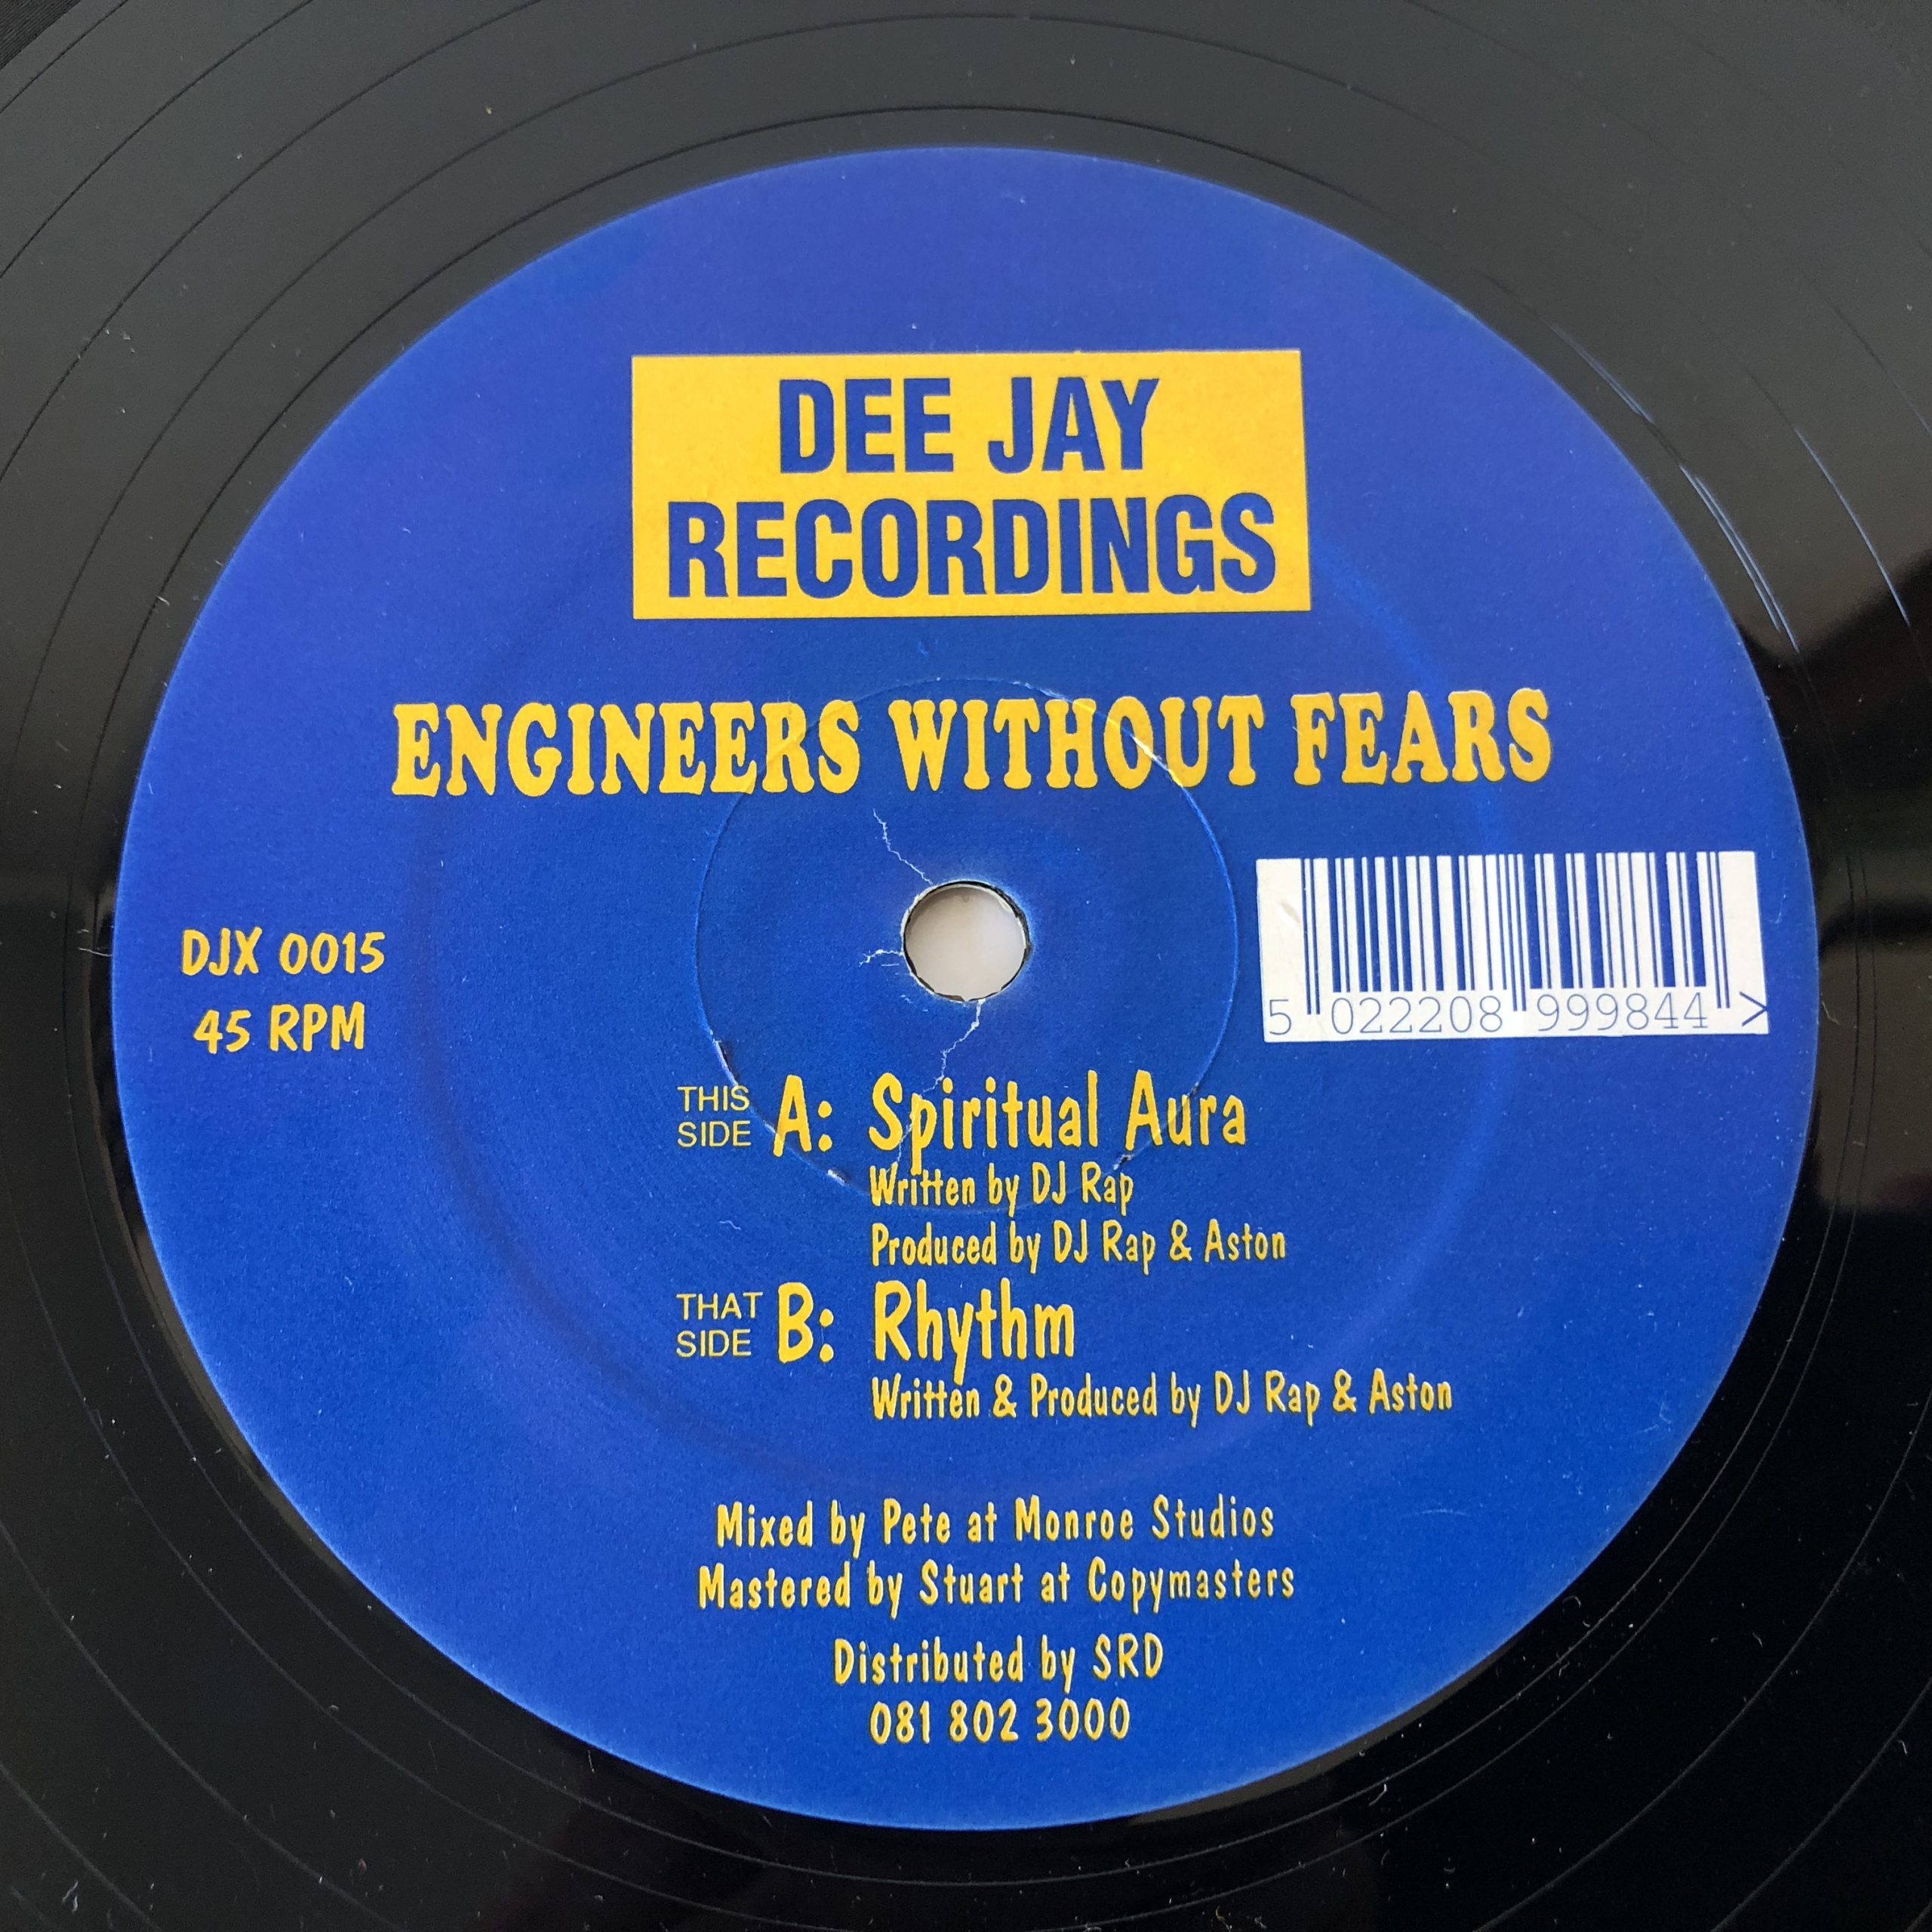 DEE JAY
RECORDINGS
ENGINEERS WITHOUT FEARS
DJX 0015
45 RPM
5 022208 999844 >
THIS SIDE A: Spiritual Aura
Written by DJ Rap
Produced by DJ Rap & Aston
THAT SIDE B: Rhythm
Written & Produced by DJ Rap & Aston
Mixed by Pete at Monroe Studios
Mastered by Stuart at Copymasters
Distributed by SRD
081 802 3000